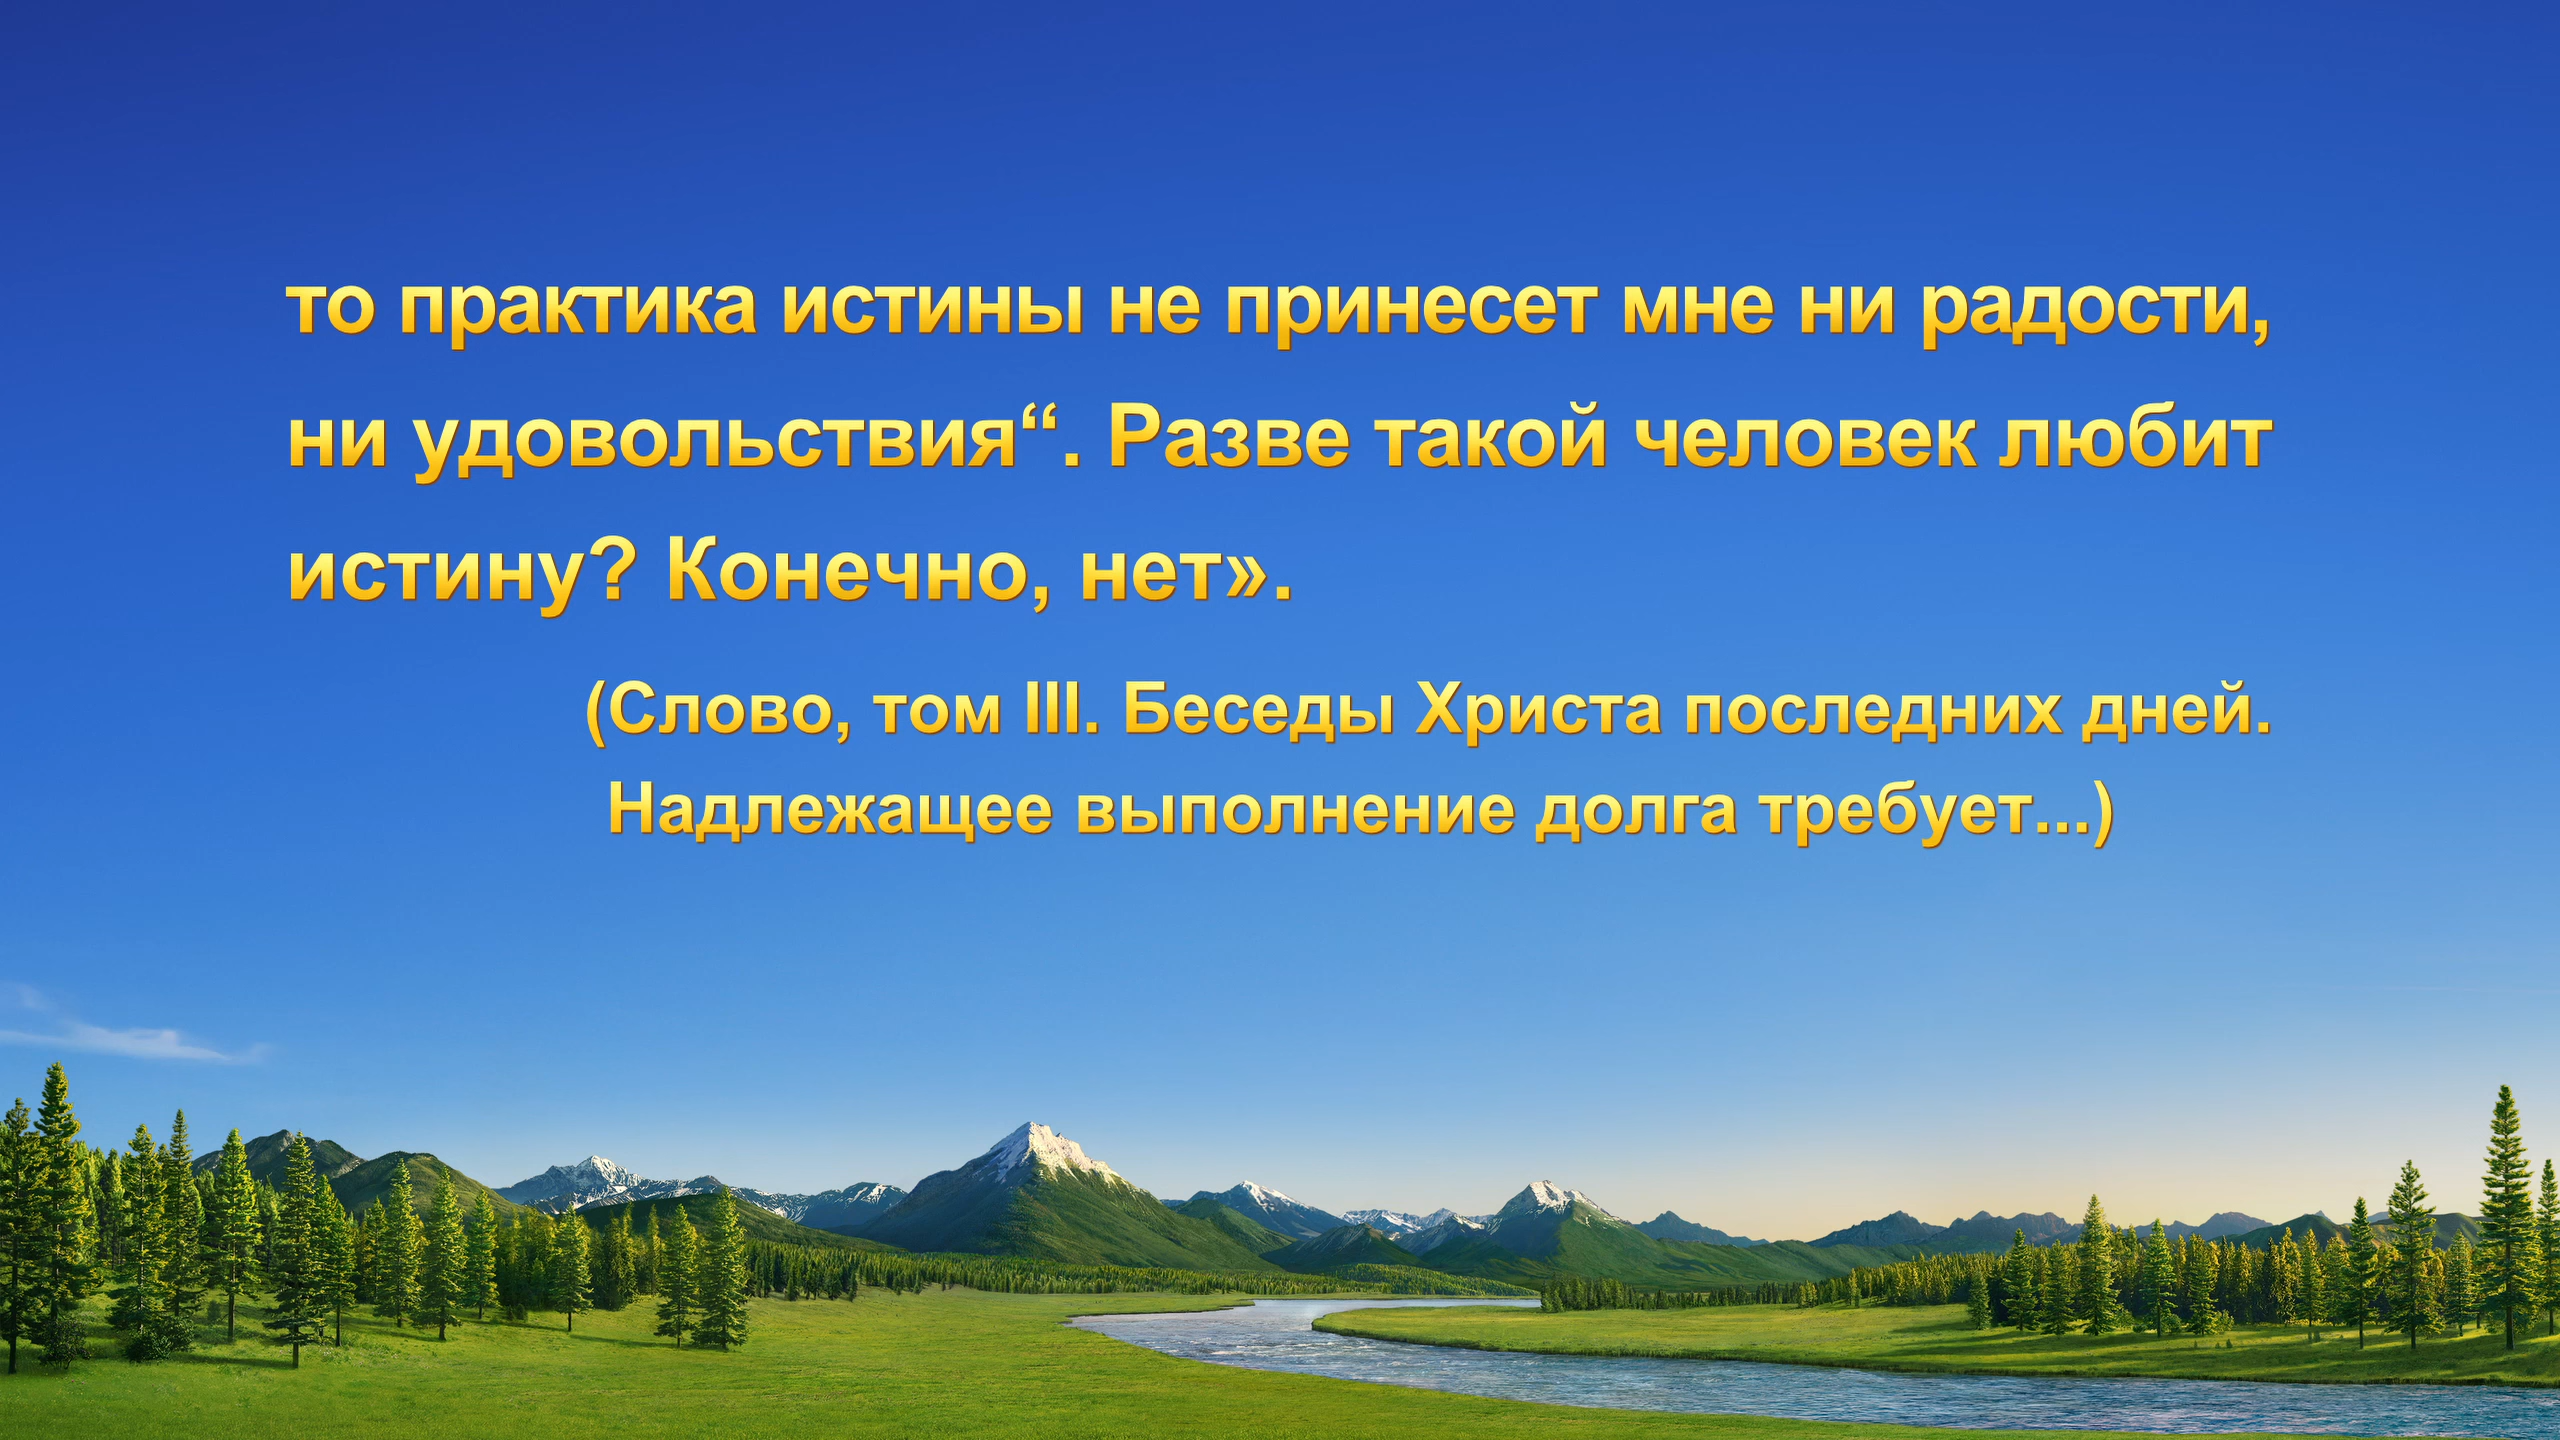 то практика истины не принесет мне ни радости,
ни удовольствия“. Разве такой человек любит
истину? Конечно, нет».
(Слово, том III. Беседы Христа последних дней.
Надлежащее выполнение долга требует...)